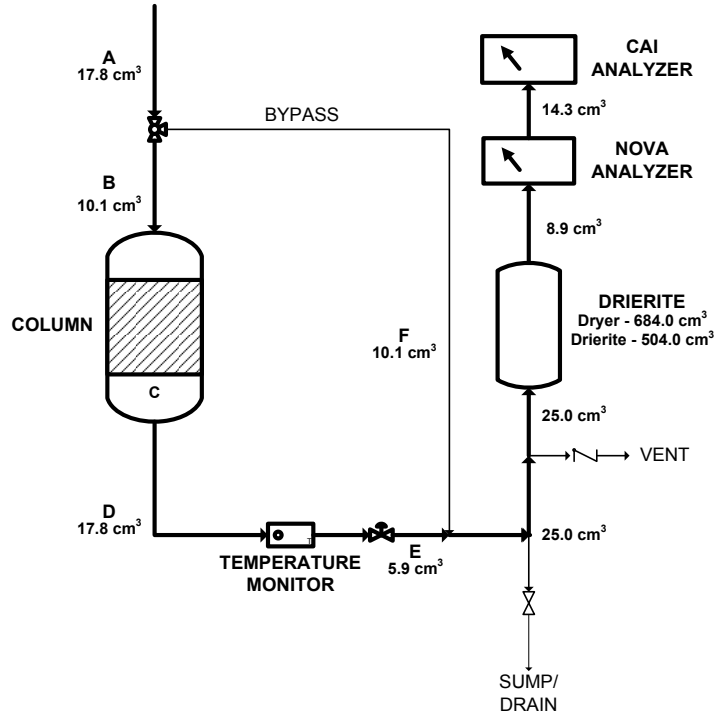 A
17.8 cm³
BYPASS
B
10.1 cm³
COLUMN
C
D
17.8 cm³
TEMPERATURE
MONITOR
T
E
5.9 cm³
F
10.1 cm³
CAI
ANALYZER
14.3 cm³
NOVA
ANALYZER
8.9 cm³
DRIERITE
Dryer - 684.0 cm³
Drierite - 504.0 cm³
25.0 cm³
VENT
25.0 cm³
SUMP/
DRAIN